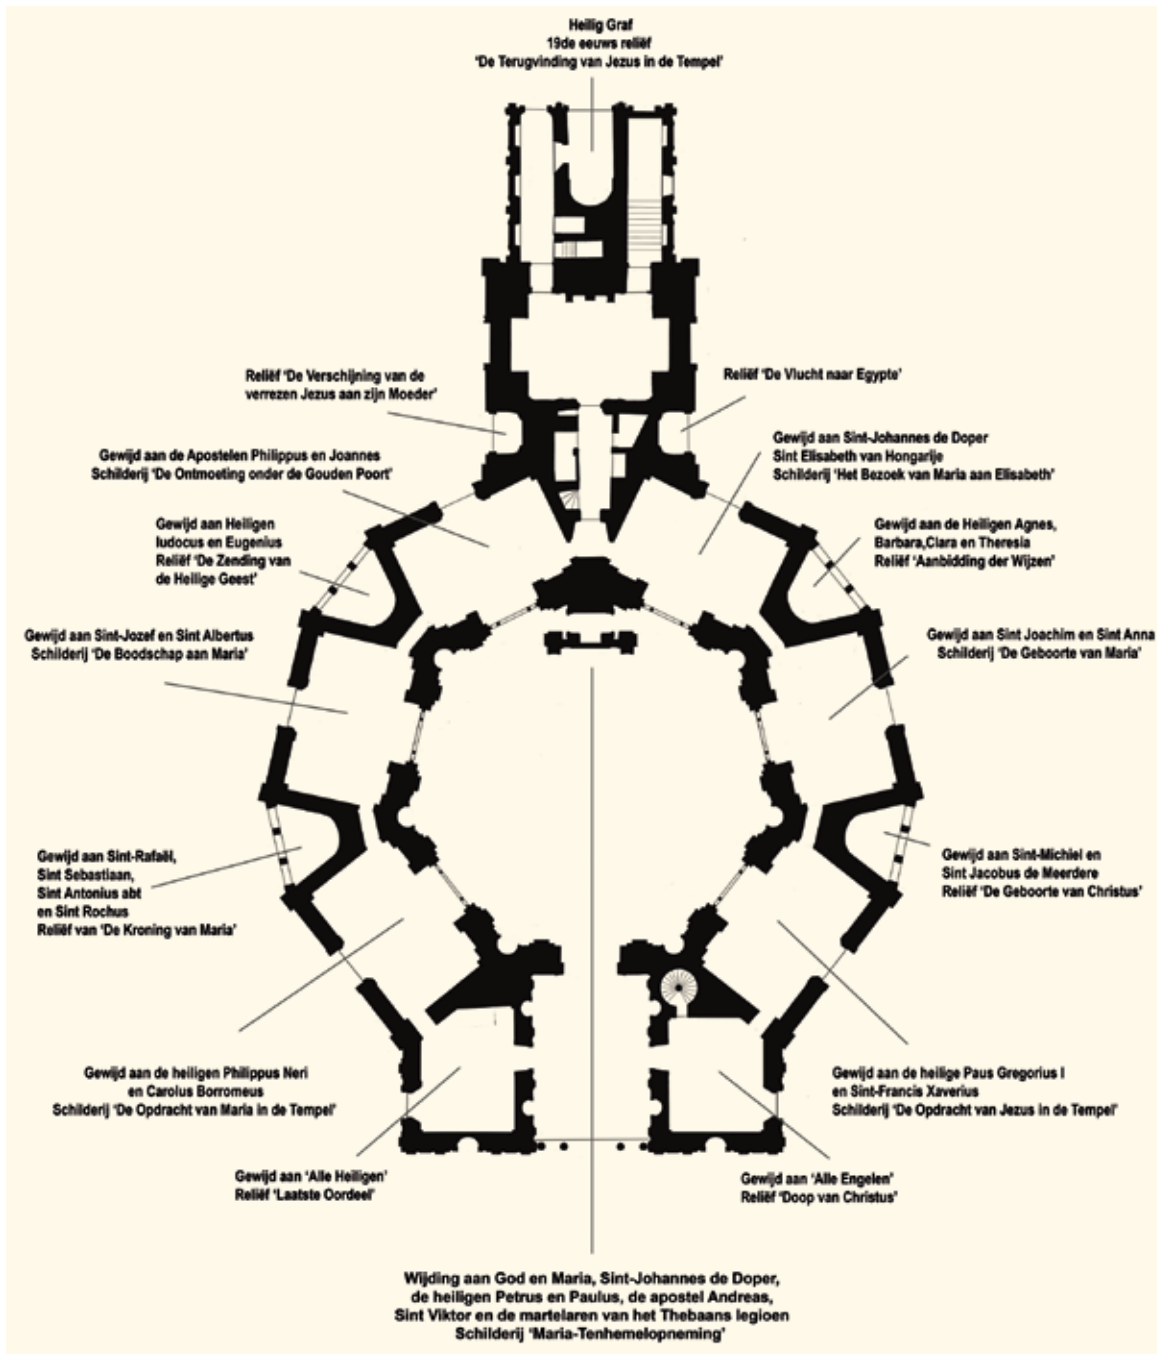 Heilig Graf
19de eeuws reliëf
‘De Terugvinding van Jezus in de Tempel’
Reliëf ‘De Verschijning van de
verrezen Jezus aan zijn Moeder’
Reliëf ‘De Vlucht naar Egypte’
Gewijd aan de Apostelen Philippus en Joannes
Schilderij ‘De Ontmoeting onder de Gouden Poort’
Gewijd aan Sint-Johannes de Doper
Sint Elisabeth van Hongarije
Schilderij ‘Het Bezoek van Maria aan Elisabeth’
Gewijd aan Heiligen
Iudocus en Eugenius
Reliëf ‘De Zending van
de Heilige Geest’
Gewijd aan de Heiligen Agnes,
Barbara,Clara en Theresia
Reliëf ‘Aanbidding der Wijzen’
Gewijd aan Sint-Jozef en Sint Albertus
Schilderij ‘De Boodschap aan Maria’
Gewijd aan Sint Joachim en Sint Anna
Schilderij ‘De Geboorte van Maria’
Gewijd aan Sint-Rafaël,
Sint Sebastiaan,
Sint Antonius abt
en Sint Rochus
Reliëf van ‘De Kroning van Maria’
Gewijd aan Sint-Michiel en
Sint Jacobus de Meerdere
Reliëf ‘De Geboorte van Christus’
Gewijd aan de heiligen Philippus Neri
en Carolus Borromeus
Schilderij ‘De Opdracht van Maria in de Tempel’
Gewijd aan de heilige Paus Gregorius I
en Sint-Francis Xaverius
Schilderij ‘De Opdracht van Jezus in de Tempel’
Gewijd aan ‘Alle Heiligen’
Reliëf ‘Laatste Oordeel’
Gewijd aan ‘Alle Engelen’
Reliëf ‘Doop van Christus’
Wijding aan God en Maria, Sint-Johannes de Doper,
de heiligen Petrus en Paulus, de apostel Andreas,
Sint Viktor en de martelaren van het Thebaans legioen
Schilderij ‘Maria-Tenhemelopneming’